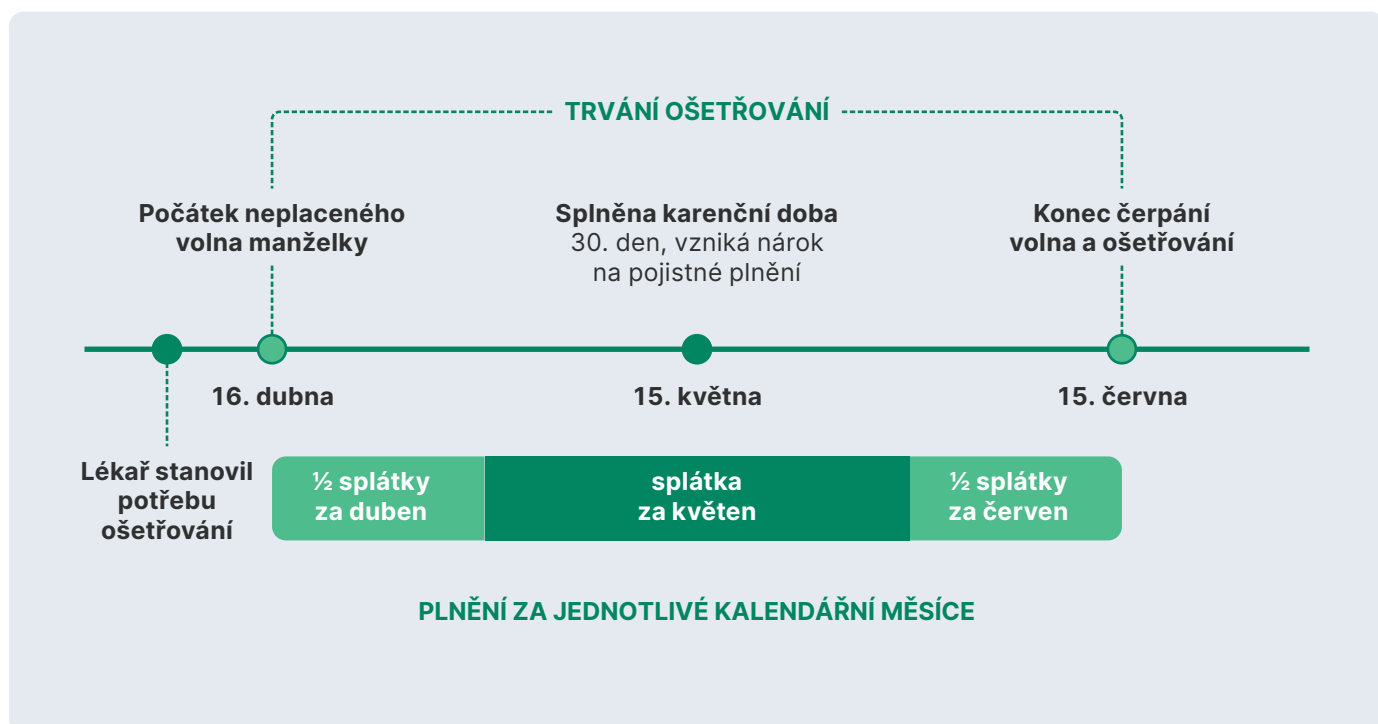 TRVÁNÍ OŠETŘOVÁNÍ
Počátek neplaceného
volna manželky
Splněna karenční doba
30. den, vzniká nárok
na pojistné plnění
Konec čerpání
volna a ošetřování
16. dubna
15. května
15. června
Lékař stanovil
potřebu
ošetřování
½ splátky
za duben
splátka
za květen
½ splátky
za červen
PLNĚNÍ ZA JEDNOTLIVÉ KALENDÁŘNÍ MĚSÍCE